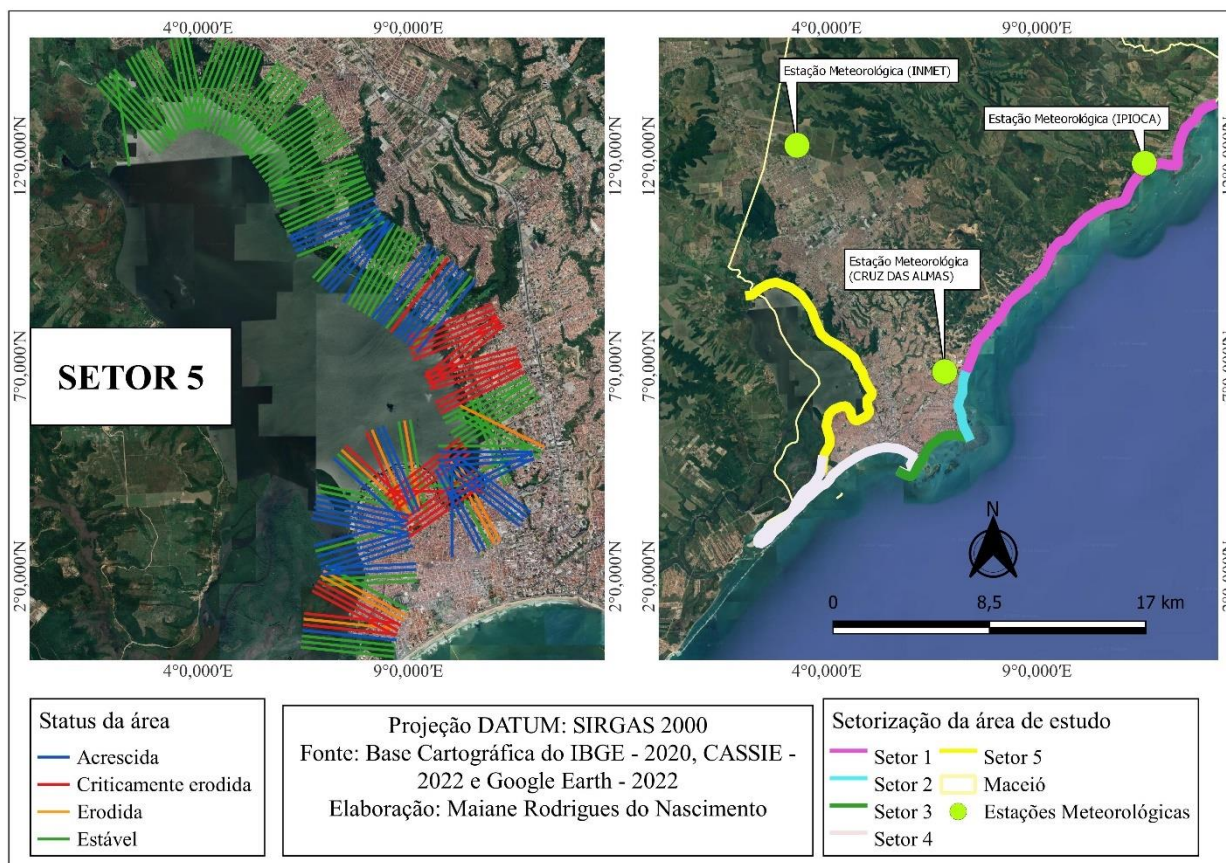 4°0,000'E 9°0,000'E
4°0,000'E 9°0,000'E
12°0,000'N
7°0,000'N
2°0,000'N
SETOR 5
12°0,000'N
7°0,000'N
2°0,000'N
4°0,000'E 9°0,000'E
Estação Meteorológica (INMET)
Estação Meteorológica (IPIOCA)
Estação Meteorológica
(CRUZ DAS ALMAS)
N
0 8,5 17 km
4°0,000'E 9°0,000'E
Status da área
Acrescida
Criticamente erodida
Erodida
Estável
Projeção DATUM: SIRGAS 2000
Fonte: Base Cartográfica do IBGE - 2020, CASSIE -
2022 e Google Earth - 2022
Elaboração: Maiane Rodrigues do Nascimento
Setorização da área de estudo
Setor 1 Setor 5
Setor 2 Maceió
Setor 3 Estações Meteorológicas
Setor 4